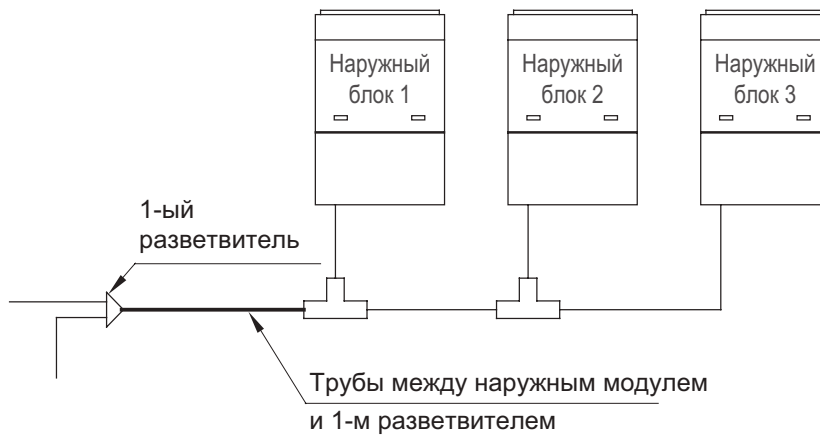 Наружный
блок 1
Наружный
блок 2
Наружный
блок 3
1-ый
разветвитель
Трубы между наружным модулем
и 1-м разветвителем